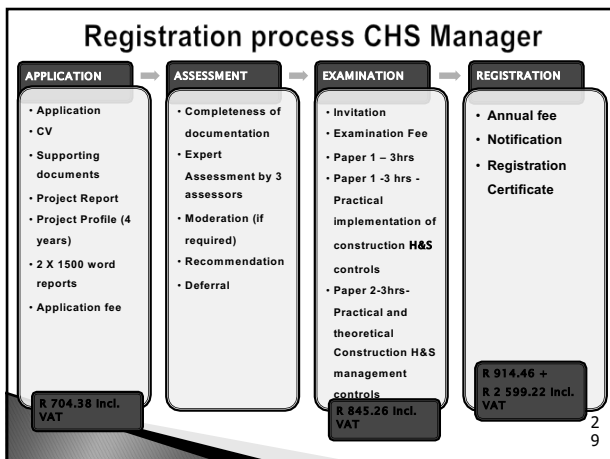 Registration process CHS Manager
APPLICATION
• Application
• CV
• Supporting
documents
• Project Report
• Project Profile (4
years)
• 2 X 1500 word
reports
• Application fee
R 704.38 Incl.
VAT
ASSESSMENT
• Completeness of
documentation
• Expert
Assessment by 3
assessors
• Moderation (if
required)
• Recommendation
• Deferral
EXAMINATION
• Invitation
• Examination Fee
• Paper 1 – 3hrs
• Paper 1 -3 hrs -
Practical
implementation of
construction H&S
controls
• Paper 2-3hrs-
Practical and
theoretical
Construction H&S
management
controls
R 845.26 Incl.
VAT
REGISTRATION
• Annual fee
• Notification
• Registration
Certificate
R 914.46 +
R 2 599.22 Incl.
VAT
2
9